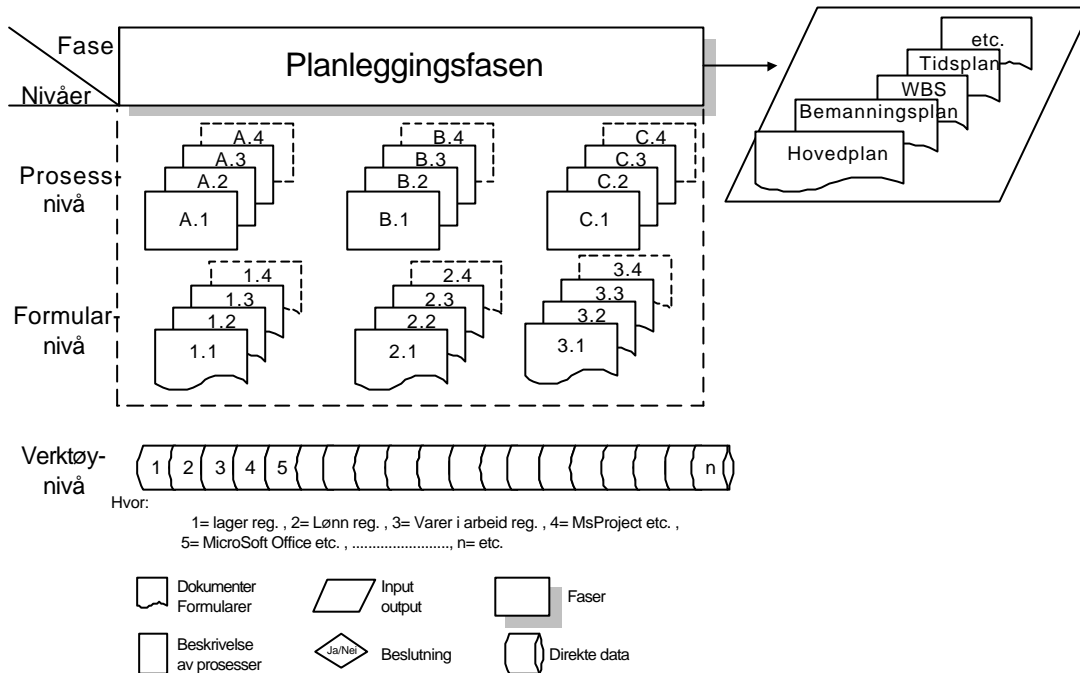 Fase
Planleggingsfasen
Nivåer
etc.
Tidsplan
WBS
Bemanningsplan
Hovedplan
Prosess-
nivå
A.4
A.3
A.2
A.1
B.4
B.3
B.2
B.1
C.4
C.3
C.2
C.1
Formular-
nivå
1.4
1.3
1.2
1.1
2.4
2.3
2.2
2.1
3.4
3.3
3.2
3.1
Verktøy-
nivå
1 2 3 4 5 n
Hvor:
1= lager reg. , 2= Lønn reg. , 3= Varer i arbeid reg. , 4= MsProject etc. ,
5= MicroSoft Office etc. , ........................, n= etc.
Dokumenter
Formularer
Input
output
Faser
Beskrivelse
av prosesser
Ja/Nei
Beslutning
Direkte data